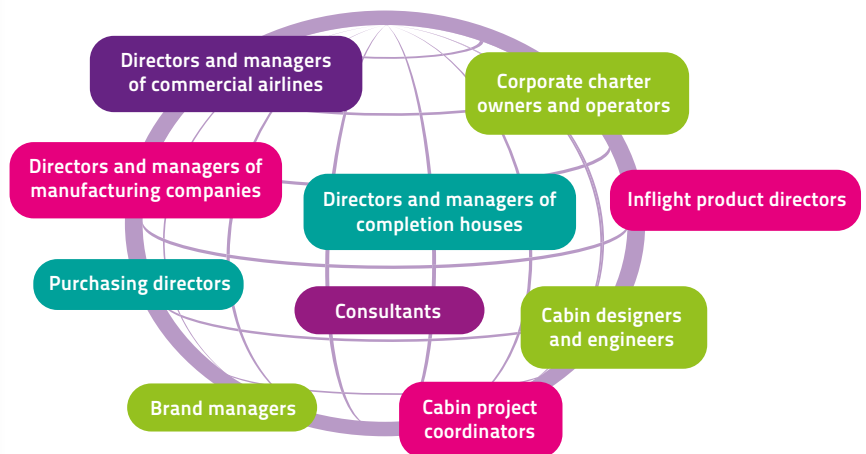 Directors and managers
of commercial airlines
Corporate charter
owners and operators
Directors and managers of
manufacturing companies
Directors and managers of
completion houses
Inflight product directors
Purchasing directors
Consultants
Cabin designers
and engineers
Brand managers
Cabin project
coordinators